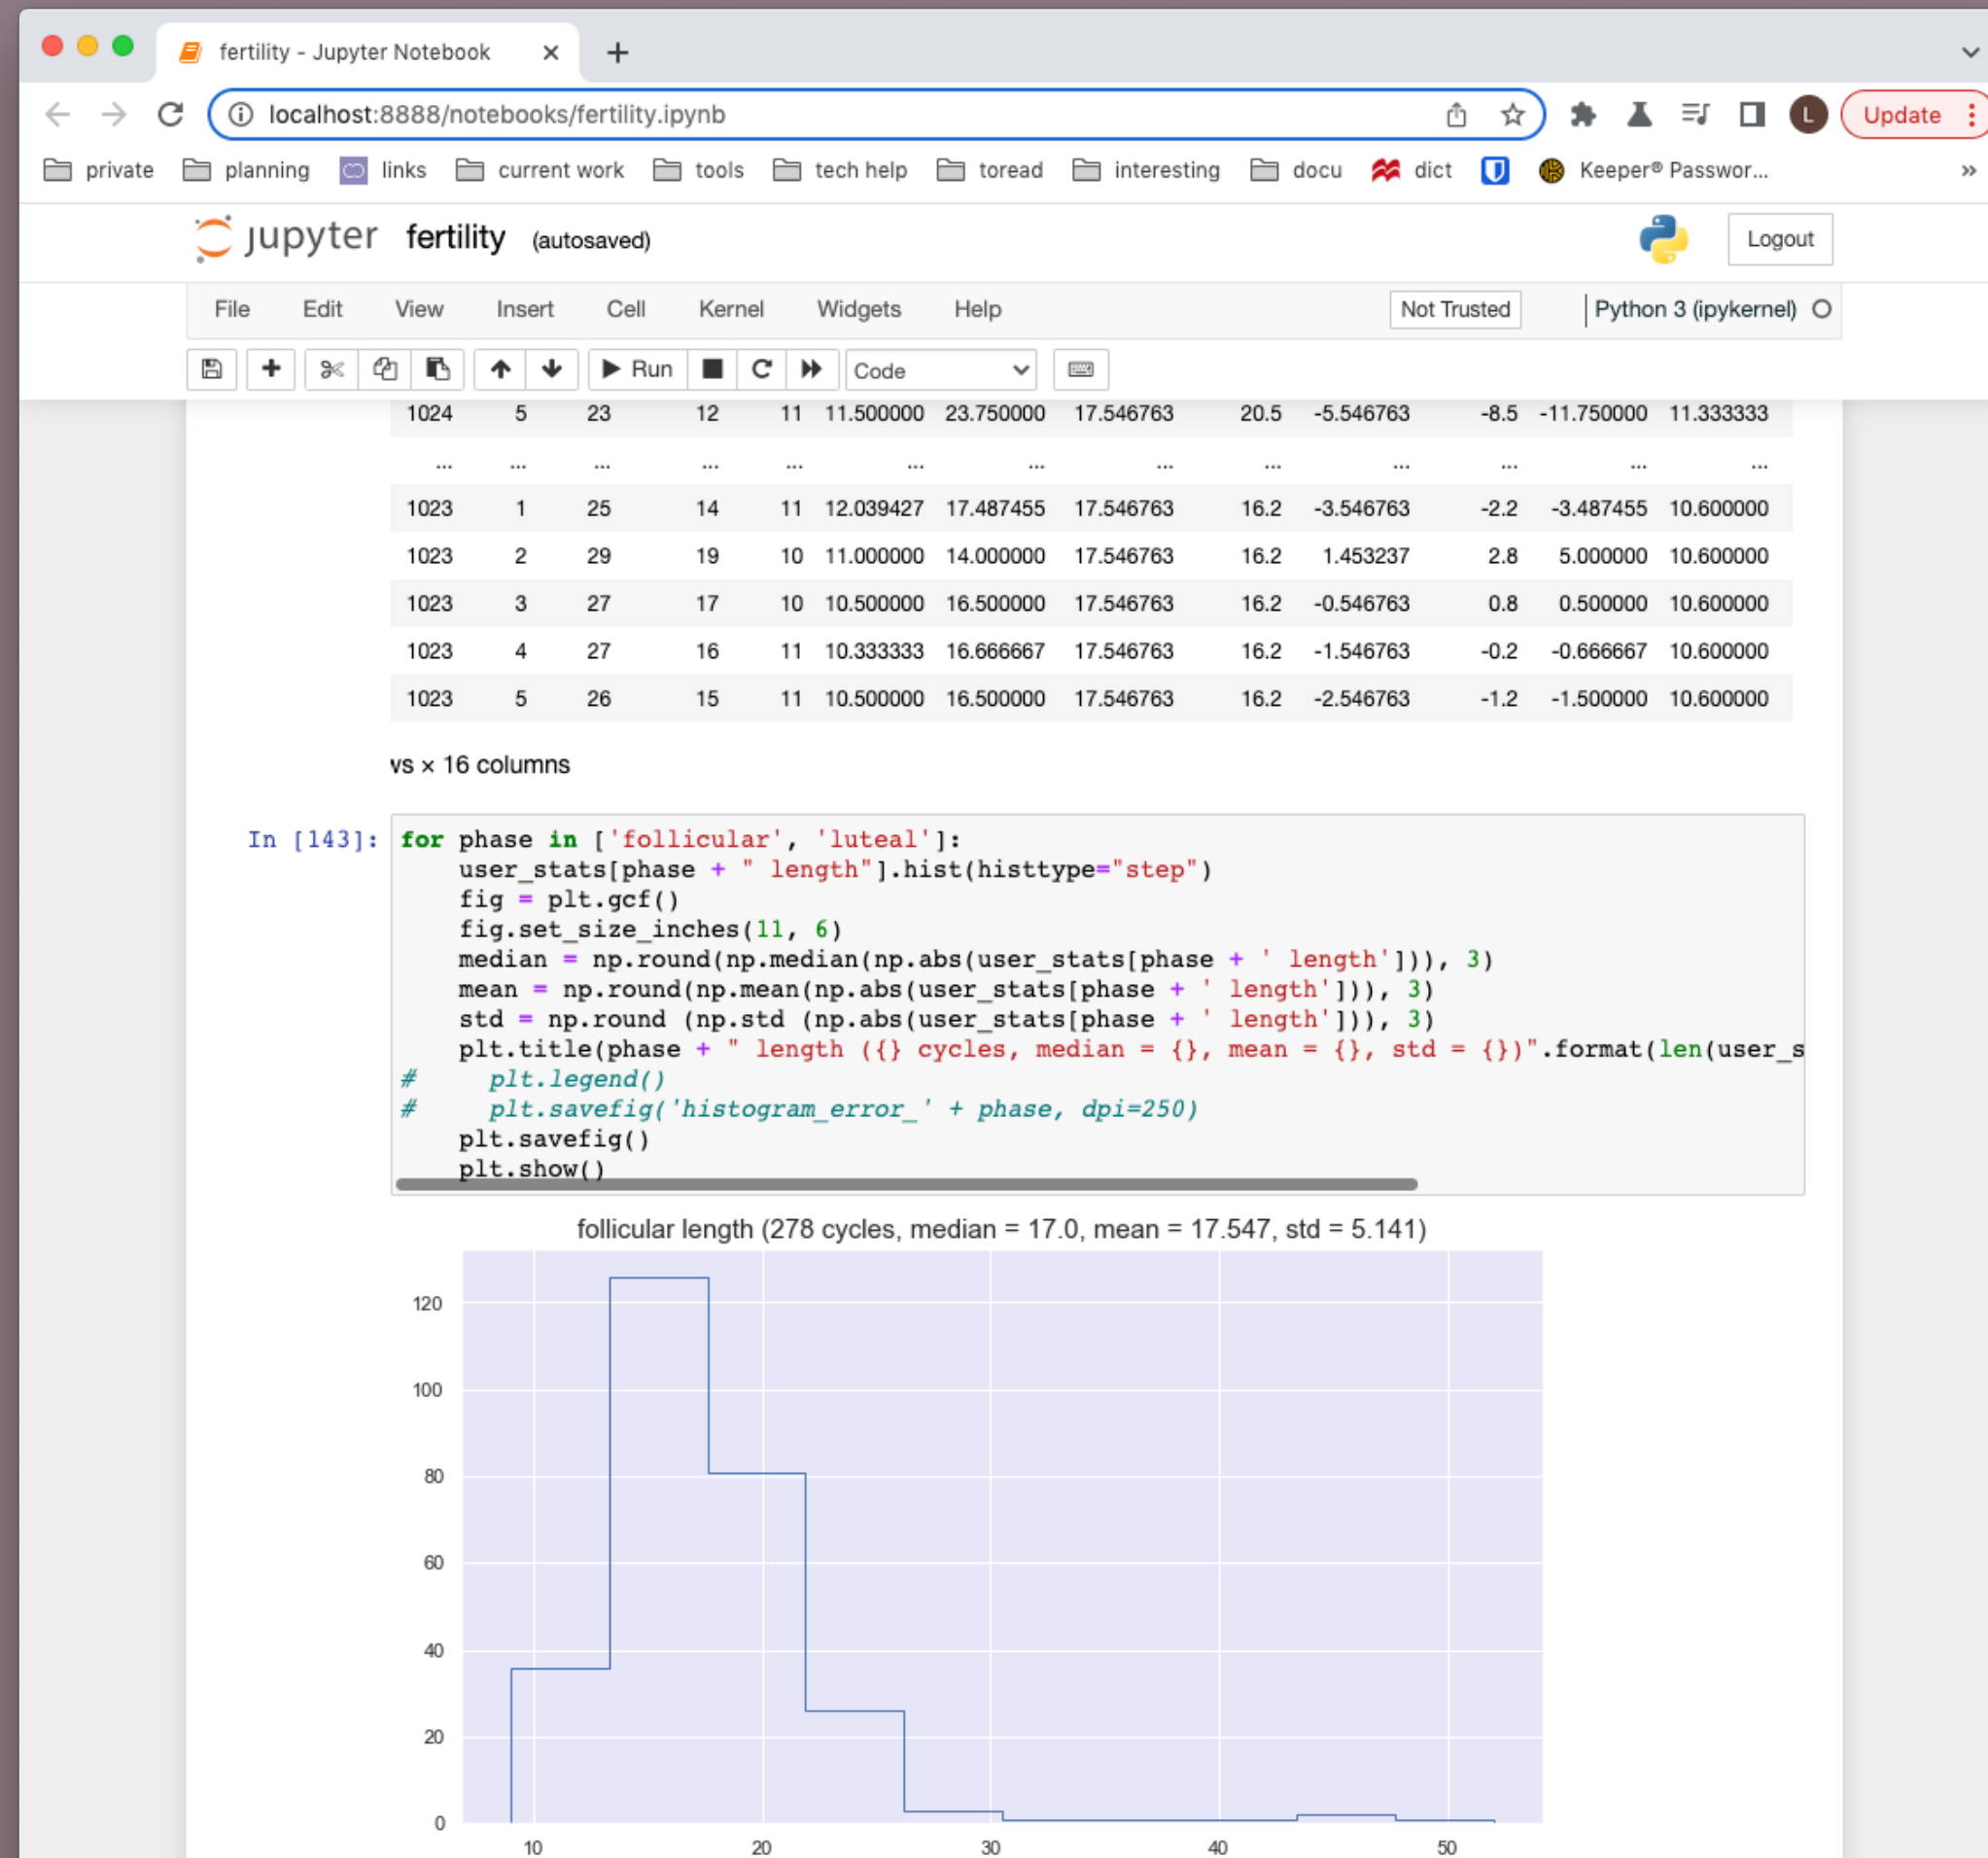 fertility - Jupyter Notebook
localhost:8888/notebooks/fertility.ipynb L Update
private planning links current work tools tech help toread interesting docu dict Keeper® Passwor... »
jupyter fertility (autosaved) Logout
File Edit View Insert Cell Kernel Widgets Help Not Trusted Python 3 (ipykernel)
Run Code
1024 5 23 12 11 11.500000 23.750000 17.546763 20.5 -5.546763 -8.5 -11.750000 11.333333
... ... ... ... ... ... ... ... ... ... ... ... ...
1023 1 25 14 11 12.039427 17.487455 17.546763 16.2 -3.546763 -2.2 -3.487455 10.600000
1023 2 29 19 10 11.000000 14.000000 17.546763 16.2 1.453237 2.8 5.000000 10.600000
1023 3 27 17 10 10.500000 16.500000 17.546763 16.2 -0.546763 0.8 0.500000 10.600000
1023 4 27 16 11 10.333333 16.666667 17.546763 16.2 -1.546763 -0.2 -0.666667 10.600000
1023 5 26 15 11 10.500000 16.500000 17.546763 16.2 -2.546763 -1.2 -1.500000 10.600000
ws × 16 columns
In [143]: for phase in ['follicular', 'luteal']:
user_stats[phase + " length"].hist(histtype="step")
fig = plt.gcf()
fig.set_size_inches(11, 6)
median = np.round(np.median(np.abs(user_stats[phase + ' length'])), 3)
mean = np.round(np.mean(np.abs(user_stats[phase + ' length'])), 3)
std = np.round (np.std (np.abs(user_stats[phase + ' length'])), 3)
plt.title(phase + " length ({} cycles, median = {}, mean = {}, std = {})".format(len(user_s
# plt.legend()
# plt.savefig('histogram_error_' + phase, dpi=250)
plt.savefig()
plt.show()
follicular length (278 cycles, median = 17.0, mean = 17.547, std = 5.141)
120
100
80
60
40
20
0
10 20 30 40 50